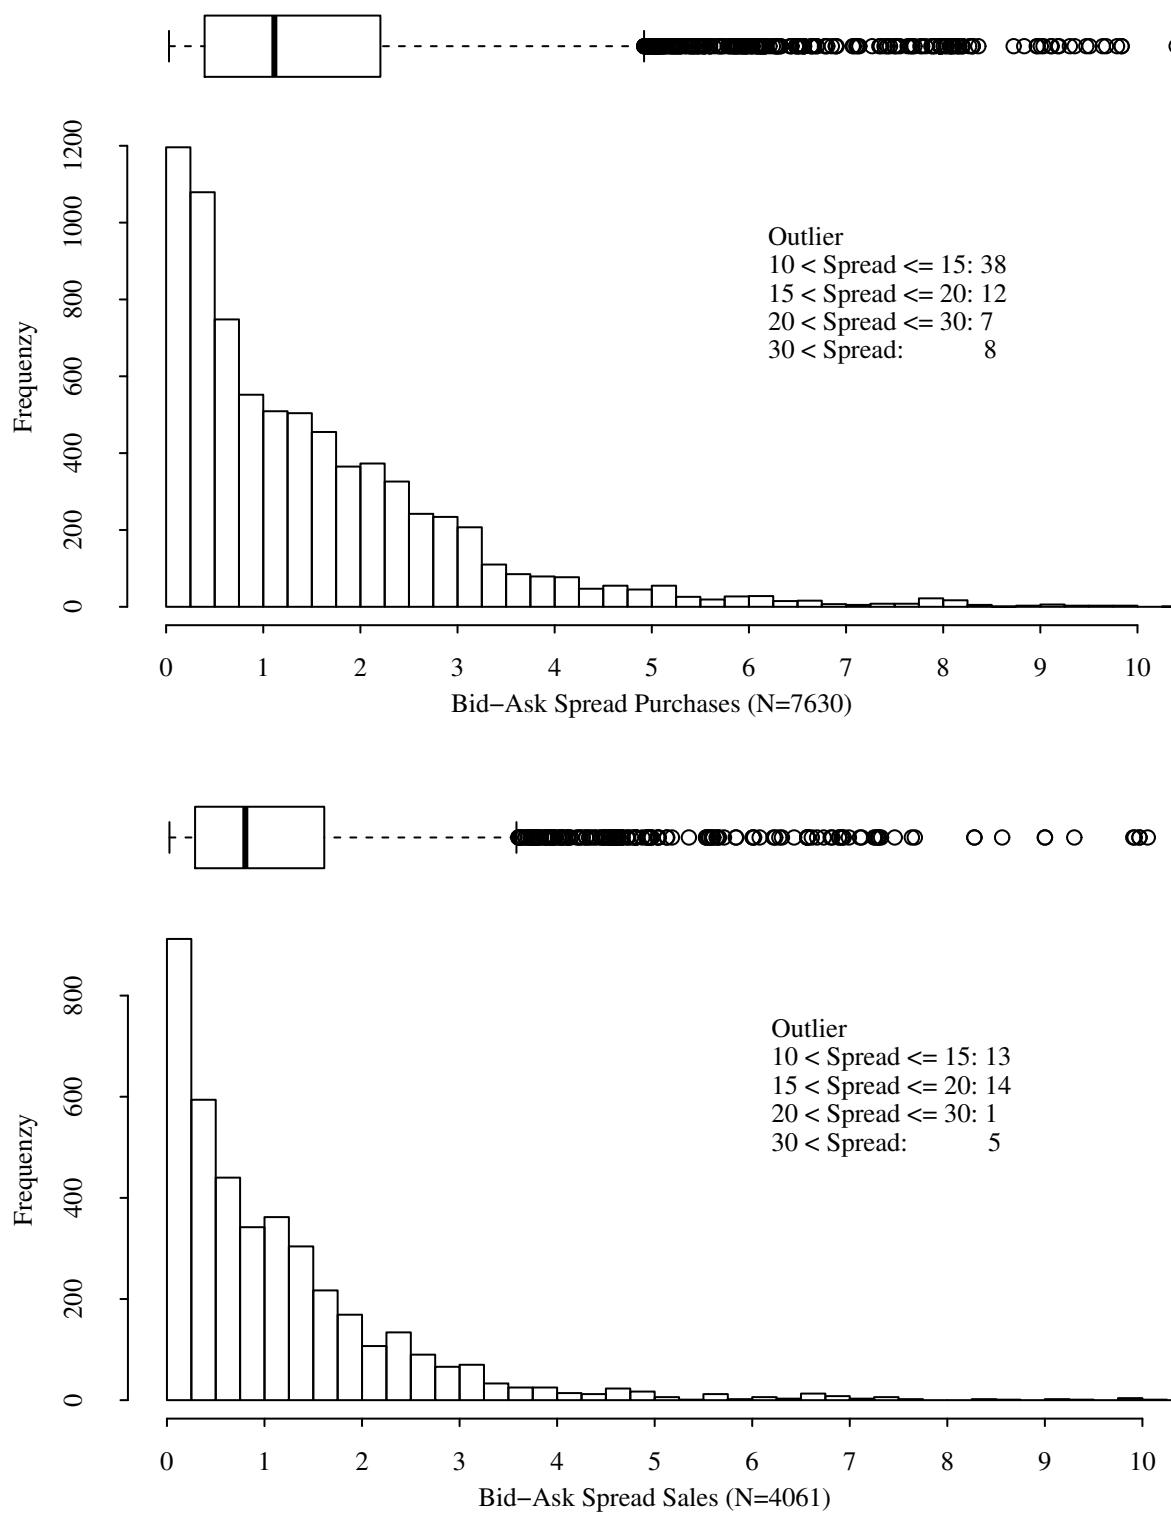 1200
1000
800
600
400
200
0
Frequenzy
Outlier
10 < Spread <= 15: 38
15 < Spread <= 20: 12
20 < Spread <= 30: 7
30 < Spread: 8
0 1 2 3 4 5 6 7 8 9 10
Bid−Ask Spread Purchases (N=7630)
800
600
400
200
0
Frequenzy
Outlier
10 < Spread <= 15: 13
15 < Spread <= 20: 14
20 < Spread <= 30: 1
30 < Spread: 5
0 1 2 3 4 5 6 7 8 9 10
Bid−Ask Spread Sales (N=4061)